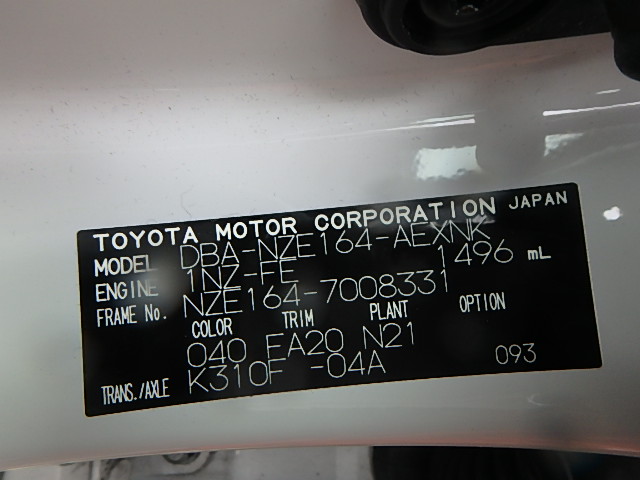 TOYOTA MOTOR CORPORATION JAPAN
MODEL DBA-NZE164-AEXNK
ENGINE 1NZ-FE 1496 mL
FRAME No. NZE164-7008331
COLOR TRIM PLANT OPTION
040 FA20 N21
TRANS./AXLE K310F -04A 093